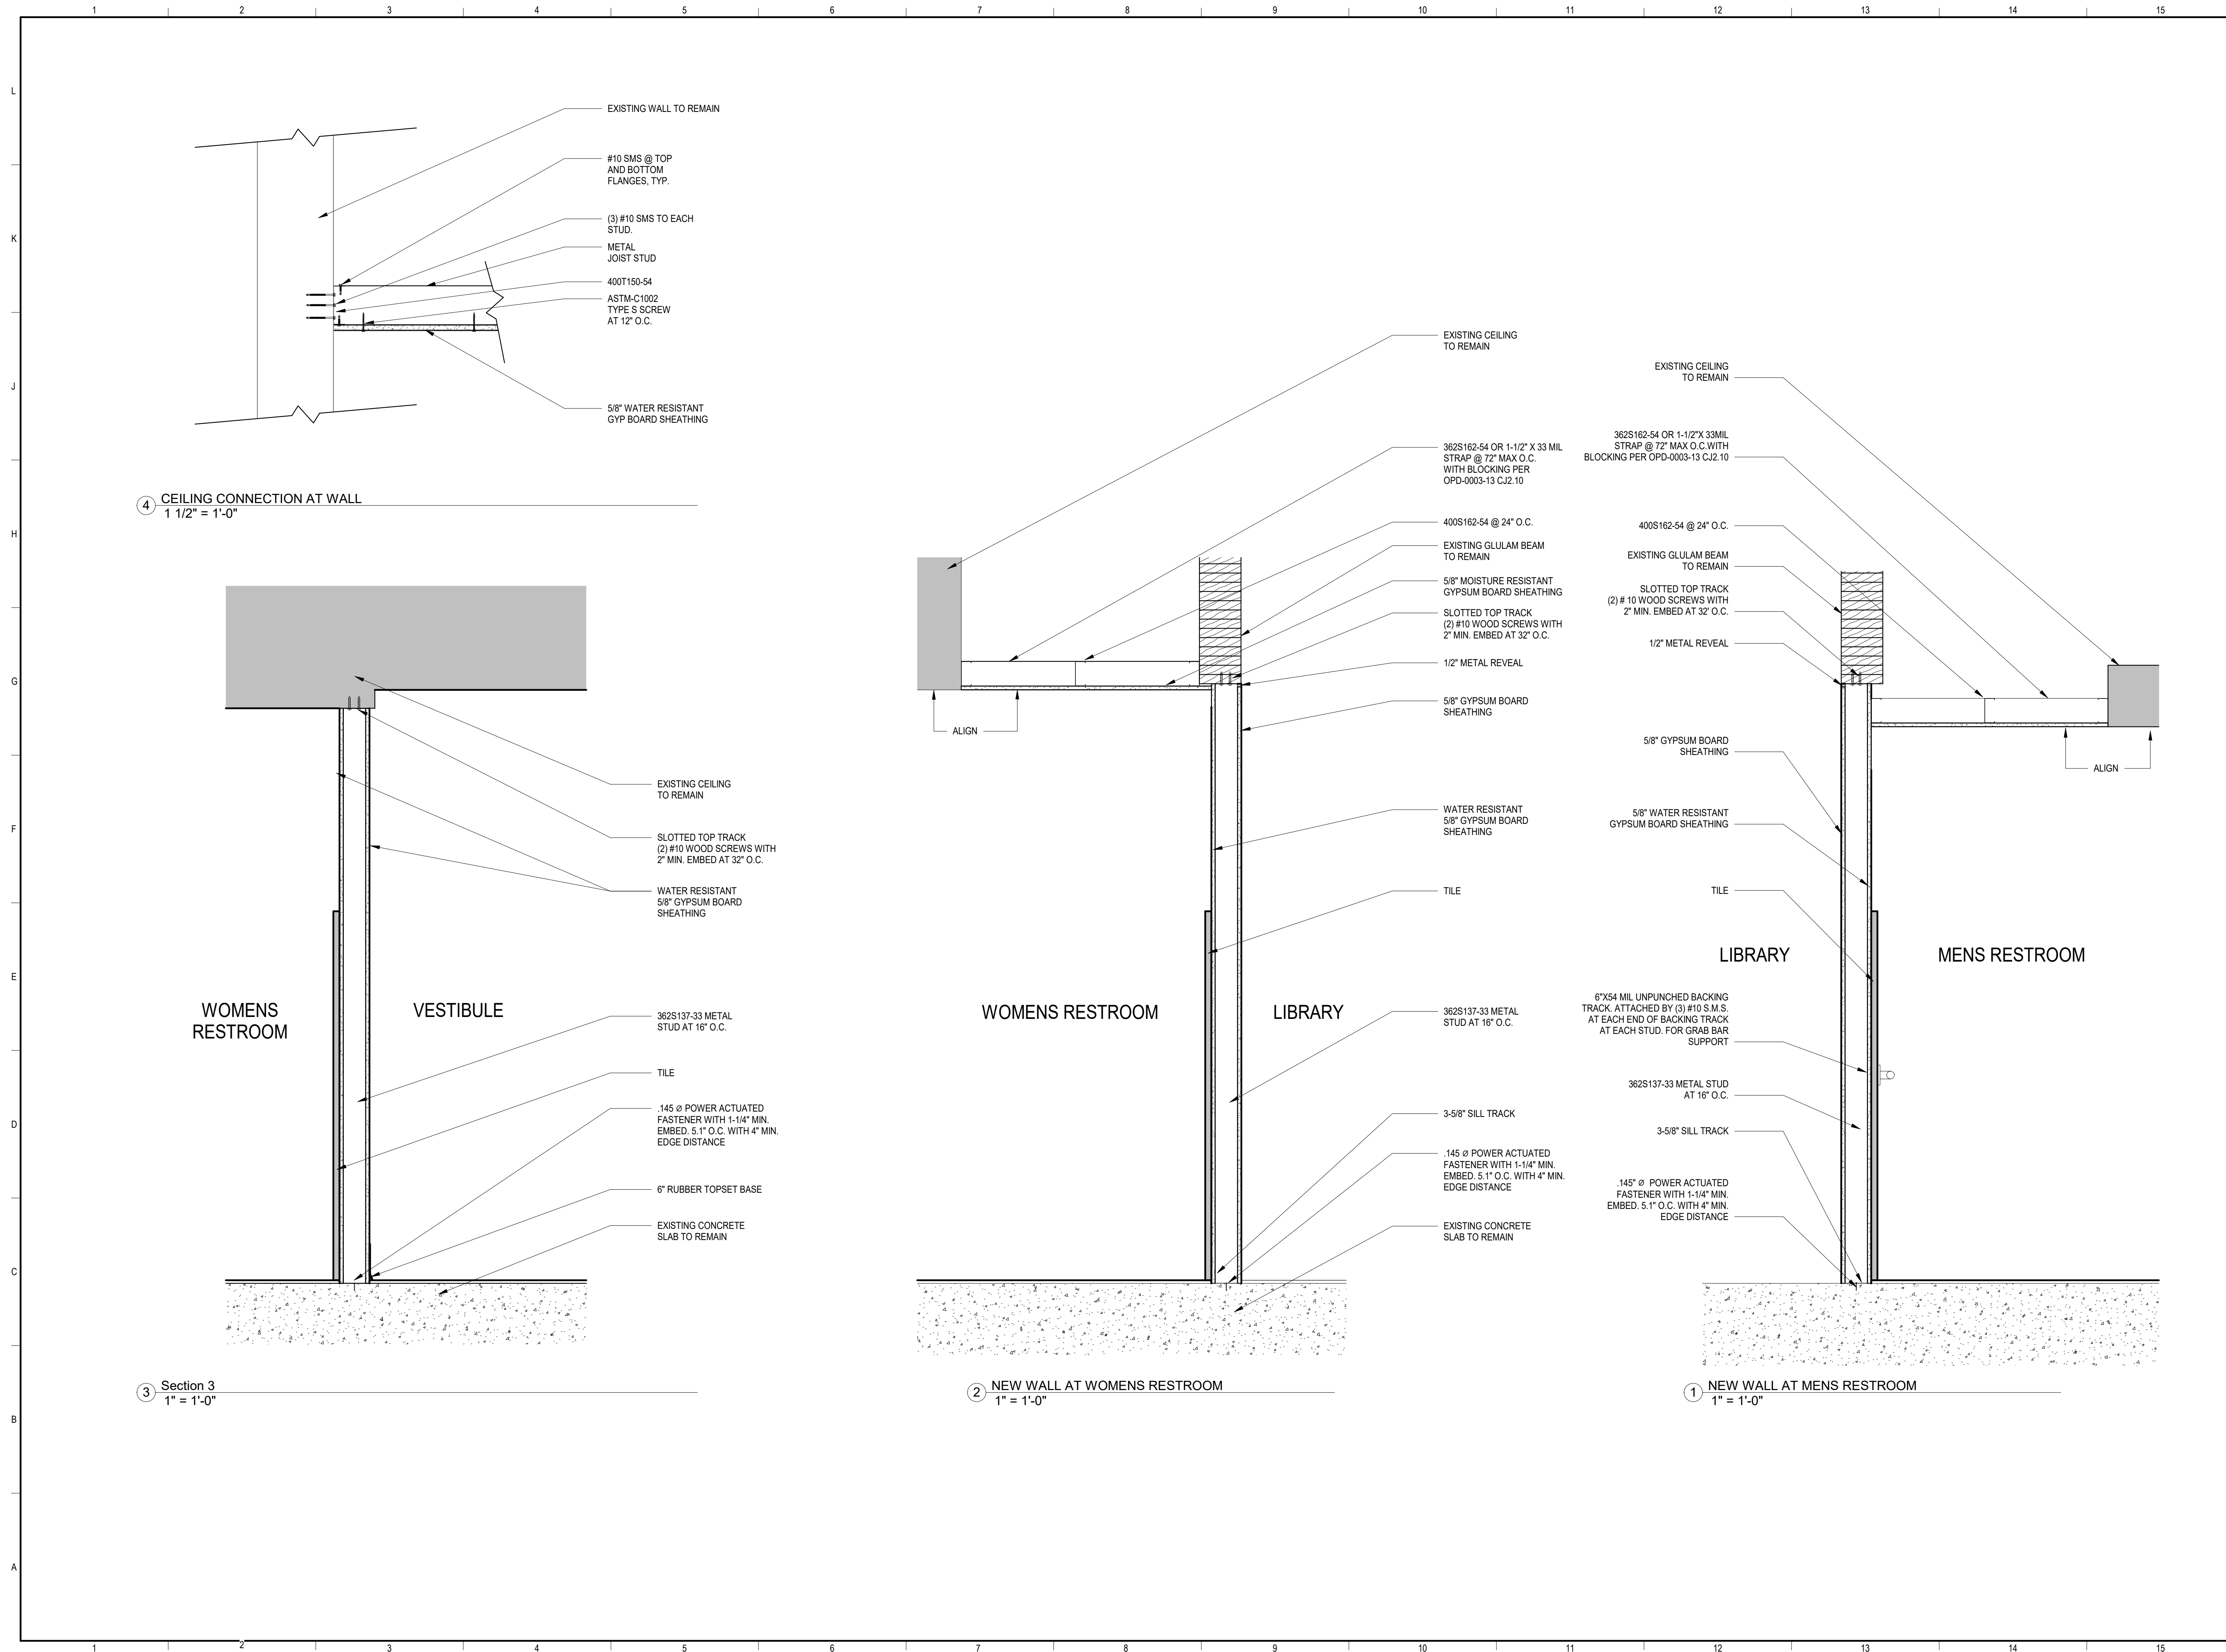 1 2 3 4 5 6 7 8 9 10 11 12 13 14 15
L
K
J
H
G
F
E
D
C
B
A
EXISTING WALL TO REMAIN
#10 SMS @ TOP
AND BOTTOM
FLANGES, TYP.
(3) #10 SMS TO EACH
STUD.
METAL
JOIST STUD
400T150-54
ASTM-C1002
TYPE S SCREW
AT 12" O.C.
5/8" WATER RESISTANT
GYP BOARD SHEATHING
4 CEILING CONNECTION AT WALL
1 1/2" = 1'-0"
EXISTING CEILING
TO REMAIN
SLOTTED TOP TRACK
(2) #10 WOOD SCREWS WITH
2" MIN. EMBED AT 32" O.C.
WATER RESISTANT
5/8" GYPSUM BOARD
SHEATHING
WOMENS
RESTROOM
VESTIBULE
362S137-33 METAL
STUD AT 16" O.C.
TILE
.145 Ø POWER ACTUATED
FASTENER WITH 1-1/4" MIN.
EMBED. 5.1" O.C. WITH 4" MIN.
EDGE DISTANCE
6" RUBBER TOPSET BASE
EXISTING CONCRETE
SLAB TO REMAIN
3 Section 3
1" = 1'-0"
EXISTING CEILING
TO REMAIN
362S162-54 OR 1-1/2" X 33 MIL
STRAP @ 72" MAX O.C.
WITH BLOCKING PER
OPD-0003-13 CJ2.10
400S162-54 @ 24" O.C.
EXISTING GLULAM BEAM
TO REMAIN
5/8" MOISTURE RESISTANT
GYPSUM BOARD SHEATHING
SLOTTED TOP TRACK
(2) #10 WOOD SCREWS WITH
2" MIN. EMBED AT 32" O.C.
1/2" METAL REVEAL
5/8" GYPSUM BOARD
SHEATHING
ALIGN
WATER RESISTANT
5/8" GYPSUM BOARD
SHEATHING
TILE
WOMENS RESTROOM
LIBRARY
362S137-33 METAL
STUD AT 16" O.C.
3-5/8" SILL TRACK
.145 Ø POWER ACTUATED
FASTENER WITH 1-1/4" MIN.
EMBED. 5.1" O.C. WITH 4" MIN.
EDGE DISTANCE
EXISTING CONCRETE
SLAB TO REMAIN
2 NEW WALL AT WOMENS RESTROOM
1" = 1'-0"
EXISTING CEILING
TO REMAIN
362S162-54 OR 1-1/2"X 33MIL
STRAP @ 72" MAX O.C.WITH
BLOCKING PER OPD-0003-13 CJ2.10
400S162-54 @ 24" O.C.
EXISTING GLULAM BEAM
TO REMAIN
SLOTTED TOP TRACK
(2) # 10 WOOD SCREWS WITH
2" MIN. EMBED AT 32' O.C.
1/2" METAL REVEAL
5/8" GYPSUM BOARD
SHEATHING
ALIGN
5/8" WATER RESISTANT
GYPSUM BOARD SHEATHING
TILE
LIBRARY
MENS RESTROOM
6"X54 MIL UNPUNCHED BACKING
TRACK. ATTACHED BY (3) #10 S.M.S.
AT EACH END OF BACKING TRACK
AT EACH STUD. FOR GRAB BAR
SUPPORT
362S137-33 METAL STUD
AT 16" O.C.
3-5/8" SILL TRACK
.145" Ø POWER ACTUATED
FASTENER WITH 1-1/4" MIN.
EMBED. 5.1" O.C. WITH 4" MIN.
EDGE DISTANCE
1 NEW WALL AT MENS RESTROOM
1" = 1'-0"
1 2 3 4 5 6 7 8 9 10 11 12 13 14 15